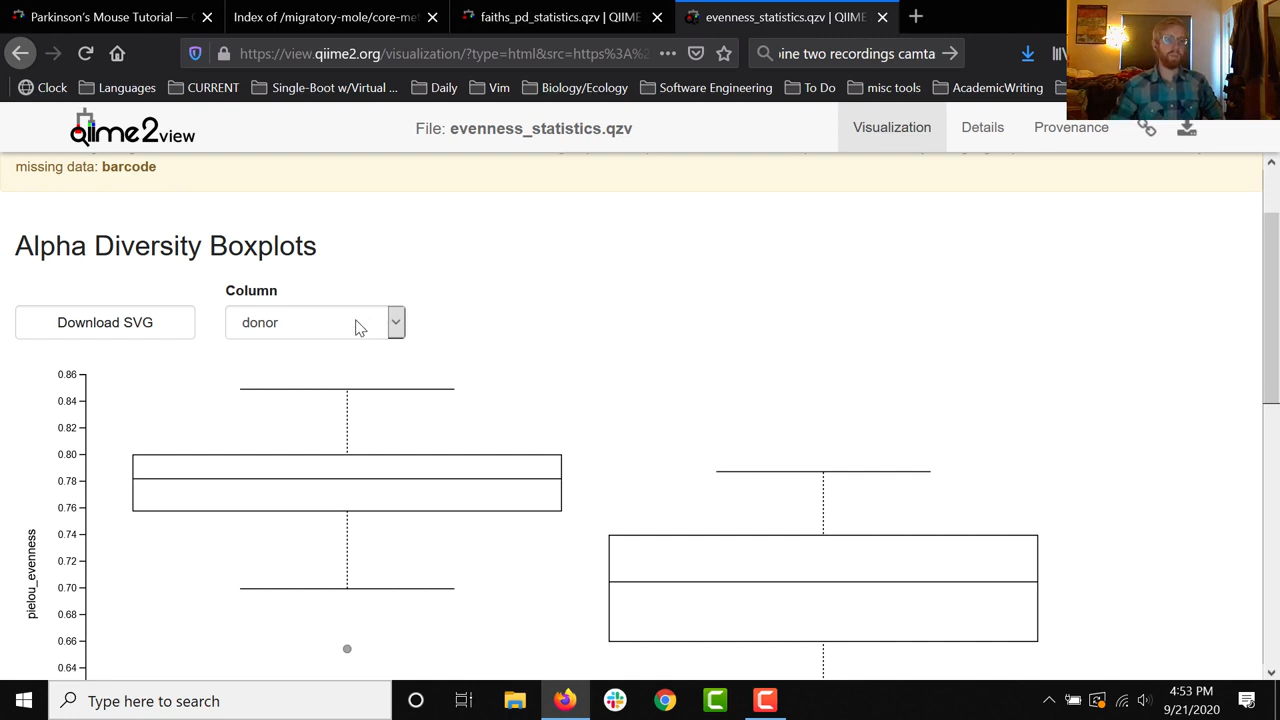 Parkinson's Mouse Tutorial —
Index of /migratory-mole/core-met
faiths_pd_statistics.qzv | QIIME
evenness_statistics.qzv | QIIME
https://view.qiime2.org/visualization/?type=html&src=https%3A%
ine two recordings camta
Clock
Languages
CURRENT
Single-Boot w/Virtual ...
Daily
Vim
Biology/Ecology
Software Engineering
To Do
misc tools
AcademicWriting
qiime2view
File: evenness_statistics.qzv
Visualization
Details
Provenance
missing data: barcode
Alpha Diversity Boxplots
Column
Download SVG
donor
0.86
0.84
0.82
0.80
0.78
0.76
0.74
0.72
0.70
0.68
0.66
0.64
pielou_evenness
Type here to search
4:53 PM
9/21/2020